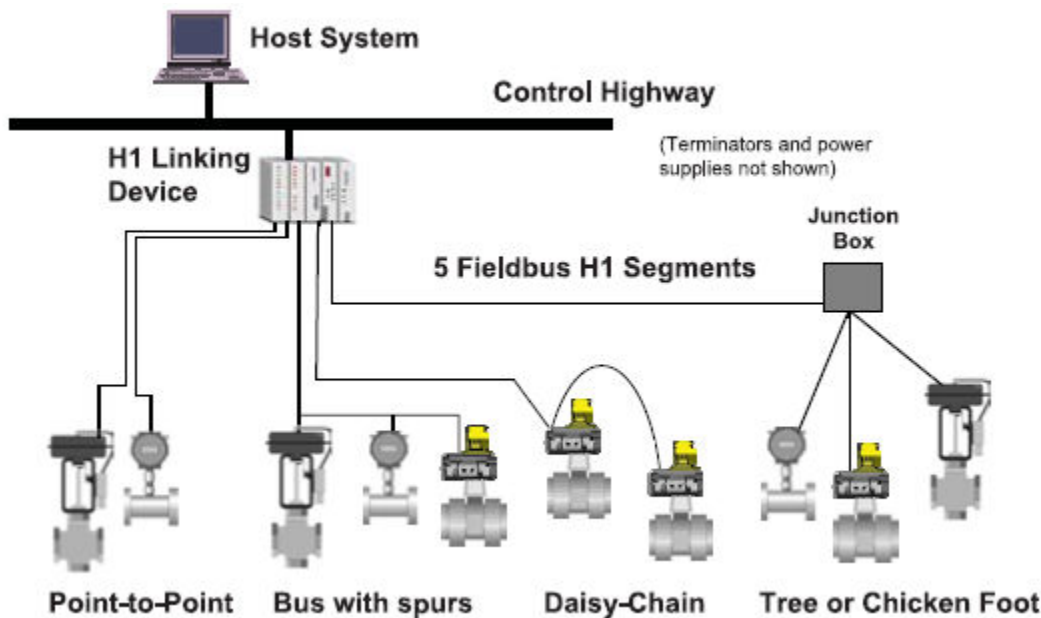 Host System
Control Highway
H1 Linking
Device
(Terminators and power
supplies not shown)
Junction
Box
5 Fieldbus H1 Segments
Point-to-Point
Bus with spurs
Daisy-Chain
Tree or Chicken Foot